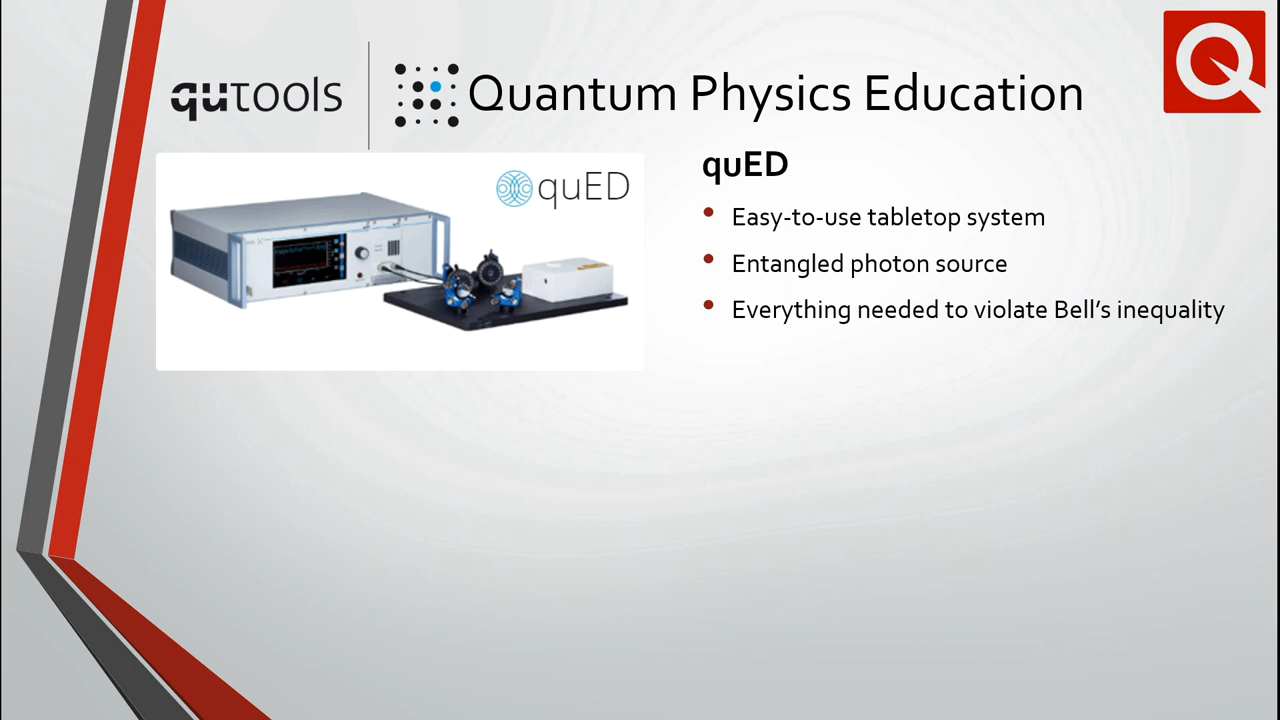 qutools
Quantum Physics Education
Q
quED
quED
Easy-to-use tabletop system
Entangled photon source
Everything needed to violate Bell’s inequality